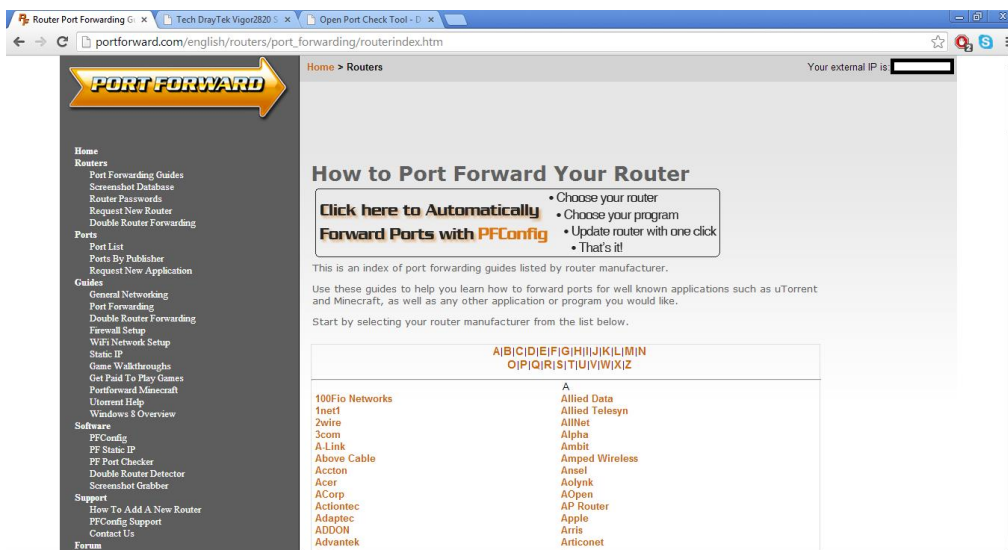 Router Port Forwarding G
Tech DrayTek Vigor2820 S
Open Port Check Tool - D
portforward.com/english/routers/port_forwarding/routerindex.htm
PORT FORWARD
Home > Routers
Your external IP is:
Home
Routers
Port Forwarding Guides
Screenshot Database
Router Passwords
Request New Router
Double Router Forwarding
Ports
Port List
Ports By Publisher
Request New Application
Guides
General Networking
Port Forwarding
Double Router Forwarding
Firewall Setup
WiFi Network Setup
Static IP
Game Walkthroughs
Get Paid To Play Games
Portforward Minecraft
Utorrent Help
Windows 8 Overview
Software
PFConfig
PF Static IP
PF Port Checker
Double Router Detector
Screenshot Grabber
Support
How To Add A New Router
PFConfig Support
Contact Us
Forum
How to Port Forward Your Router
Click here to Automatically
Forward Ports with PFConfig
• Choose your router
• Choose your program
• Update router with one click
• That's it!
This is an index of port forwarding guides listed by router manufacturer.
Use these guides to help you learn how to forward ports for well known applications such as uTorrent
and Minecraft, as well as any other application or program you would like.
Start by selecting your router manufacturer from the list below.
A|B|C|D|E|F|G|H|I|J|K|L|M|N
O|P|Q|R|S|T|U|V|W|X|Z
A
100Fio Networks
1net1
2wire
3com
A-Link
Above Cable
Accton
Acer
ACorp
Actiontec
Adaptec
ADDON
Advantek
Allied Data
Allied Telesyn
AllNet
Alpha
Ambit
Amped Wireless
Ansel
Aolynk
AOpen
AP Router
Apple
Arris
Articonet